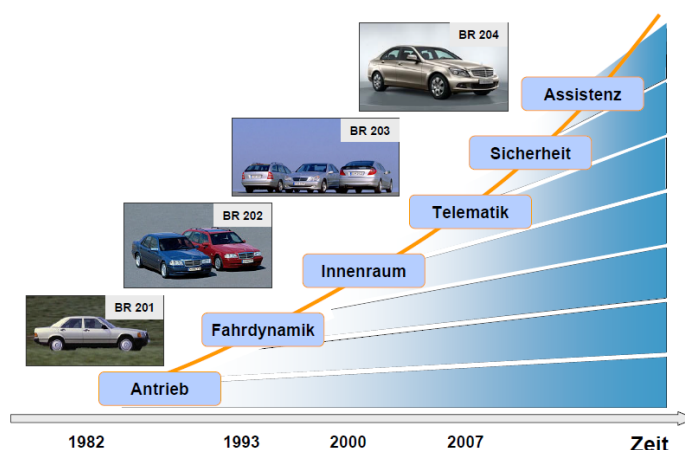 BR 204
Assistenz
BR 203
Sicherheit
BR 202
Telematik
Innenraum
BR 201
Fahrdynamik
Antrieb
1982
1993
2000
2007
Zeit